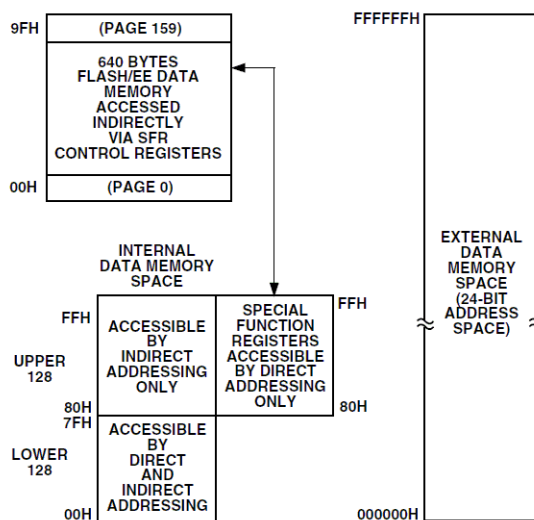 9FH
(PAGE 159)
640 BYTES
FLASH/EE DATA
MEMORY
ACCESSED
INDIRECTLY
VIA SFR
CONTROL REGISTERS
00H
(PAGE 0)
INTERNAL
DATA MEMORY
SPACE
FFH
ACCESSIBLE
BY
INDIRECT
ADDRESSING
ONLY
UPPER
128
80H
SPECIAL
FUNCTION
REGISTERS
ACCESSIBLE
BY DIRECT
ADDRESSING
ONLY
FFH
80H
7FH
ACCESSIBLE
BY
DIRECT
AND
INDIRECT
ADDRESSING
LOWER
128
00H
FFFFFFH
EXTERNAL
DATA
MEMORY
SPACE
(24-BIT
ADDRESS
SPACE)
000000H